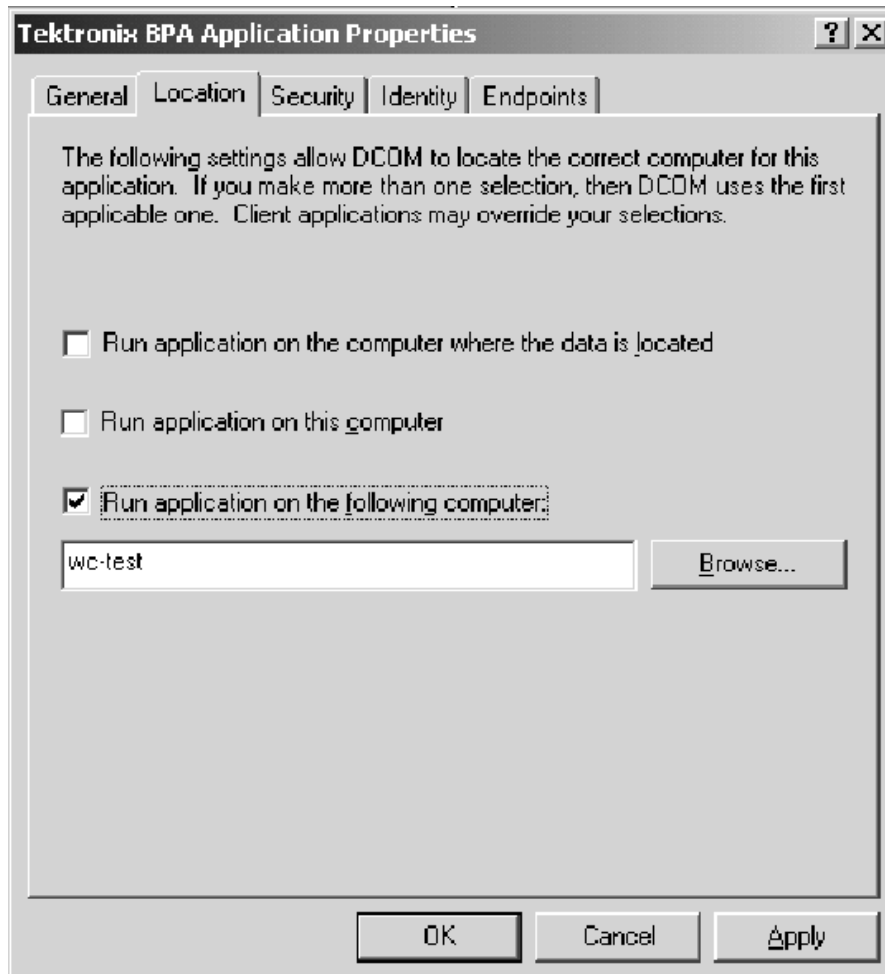 Tektronix BPA Application Properties
General Location Security Identity Endpoints
The following settings allow DCOM to locate the correct computer for this
application. If you make more than one selection, then DCOM uses the first
applicable one. Client applications may override your selections.
Run application on the computer where the data is located
Run application on this computer
Run application on the following computer:
wc-test Browse...
OK Cancel Apply